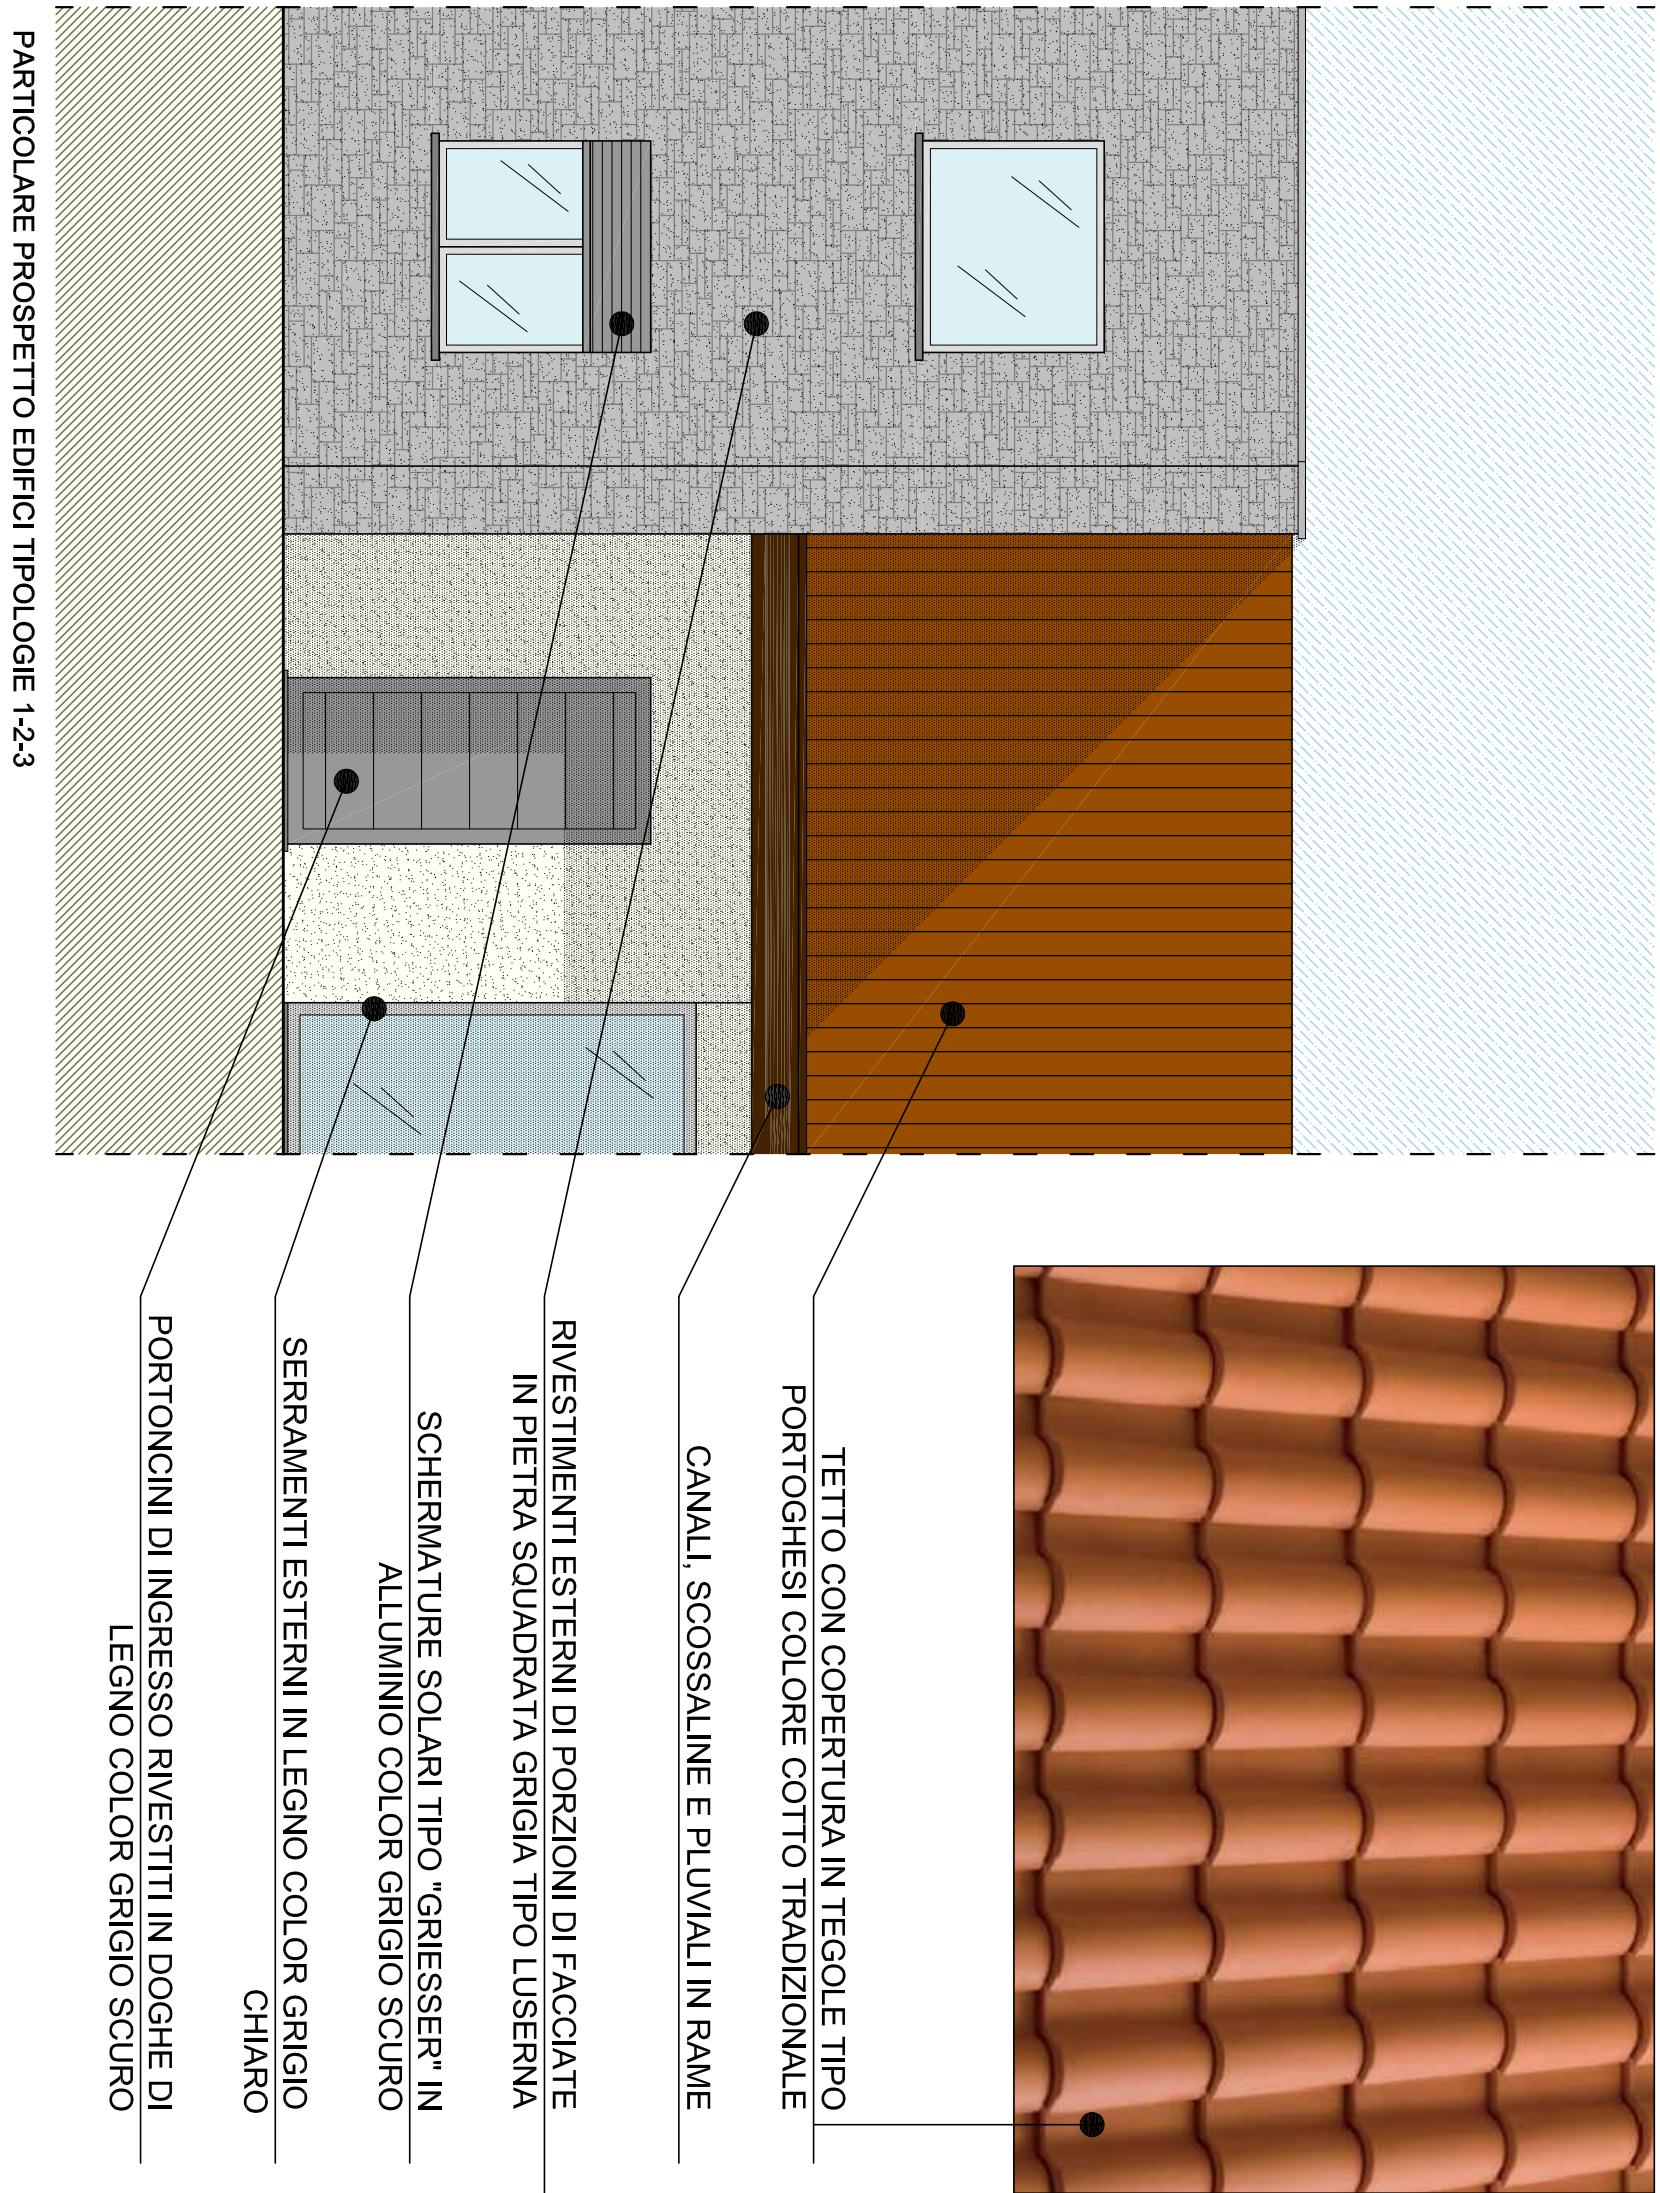 TETTO CON COPERTURA IN TEGOLE TIPO
PORTOGHESI COLORE COTTO TRADIZIONALE
CANALI, SCOSSALINE E PLUVIALI IN RAME
RIVESTIMENTI ESTERNI DI PORZIONI DI FACCIATE
IN PIETRA SQUADRATA GRIGIA TIPO LUSERNA
SCHERMATURE SOLARI TIPO "GRIESSER" IN
ALLUMINIO COLOR GRIGIO SCURO
SERRAMENTI ESTERNI IN LEGNO COLOR GRIGIO
CHIARO
PORTONCINI DI INGRESSO RIVESTITI IN DOGHE DI
LEGNO COLOR GRIGIO SCURO
PARTICOLARE PROSPETTO EDIFICI TIPOLOGIE 1-2-3